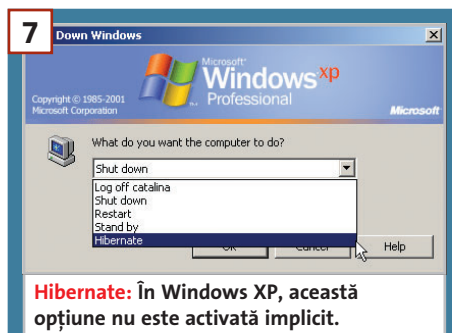 7
Down Windows
Microsoft
Windows xp
Professional
Copyright © 1985-2001
Microsoft Corporation
Microsoft
What do you want the computer to do?
Shut down
Log off catalina
Shut down
Restart
Stand by
Hibernate
OK Cancel Help
Hibernate: În Windows XP, această
opțiune nu este activată implicit.